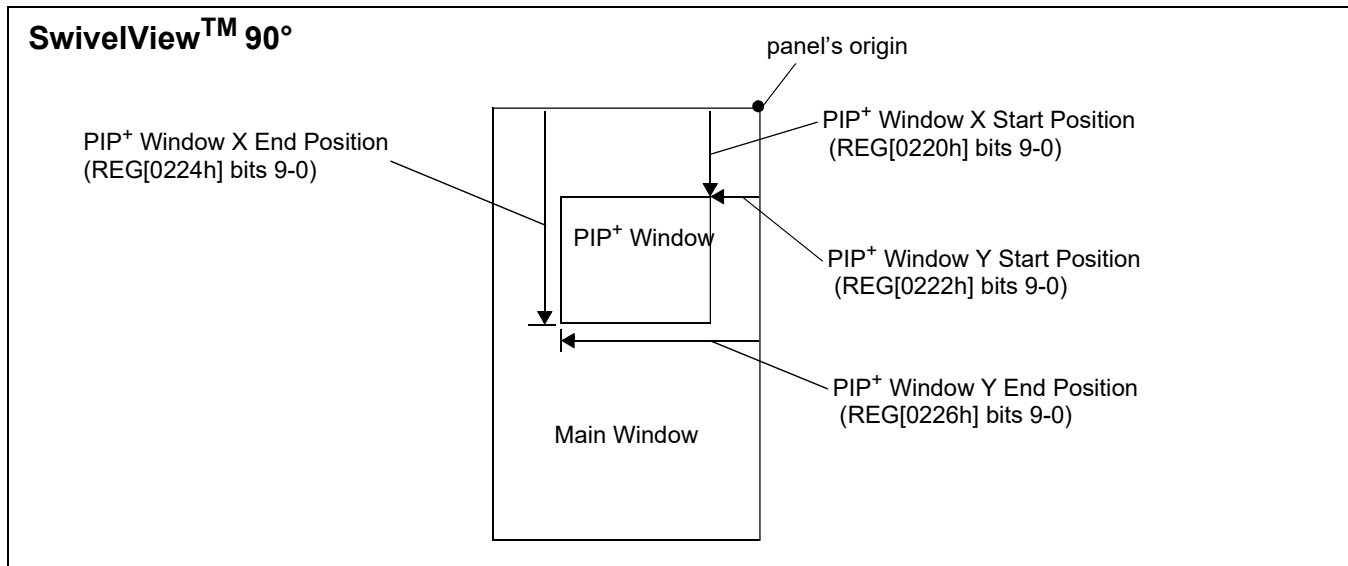 SwivelView™ 90°
panel's origin
PIP⁺ Window X End Position
(REG[0224h] bits 9-0)
PIP⁺ Window X Start Position
(REG[0220h] bits 9-0)
PIP⁺ Window
PIP⁺ Window Y Start Position
(REG[0222h] bits 9-0)
PIP⁺ Window Y End Position
(REG[0226h] bits 9-0)
Main Window